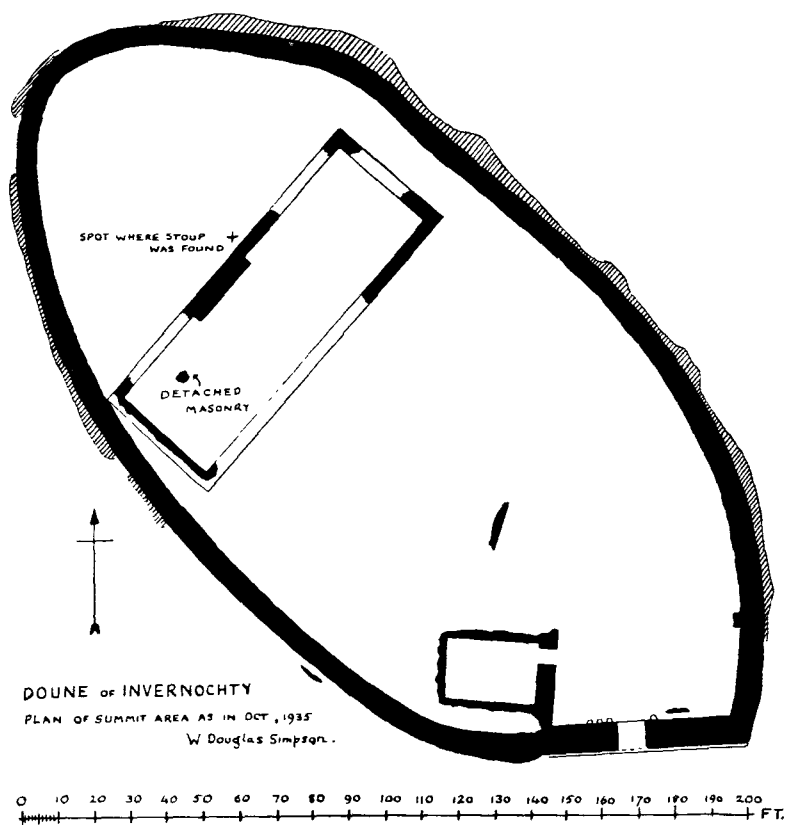 SPOT WHERE STOUP
WAS FOUND
DETACHED
MASONRY
DOUNE OF INVERNOCHTY
PLAN OF SUMMIT AREA AS IN OCT, 1935
W Douglas Simpson.
0 10 20 30 40 50 60 70 80 90 100 110 120 130 140 150 160 170 180 190 200 FT.